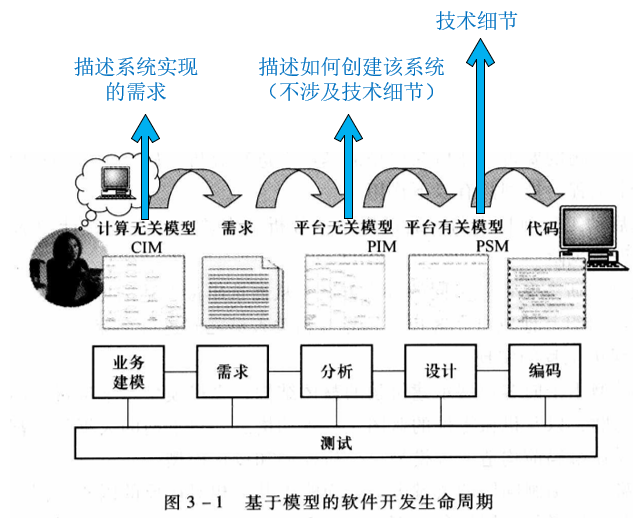 技术细节
描述系统实现
的需求
描述如何创建该系统
（不涉及技术细节）
计算无关模型
CIM
需求
平台无关模型
PIM
平台有关模型
PSM
代码
业务
建模
需求
分析
设计
编码
测试
图 3-1 基于模型的软件开发生命周期